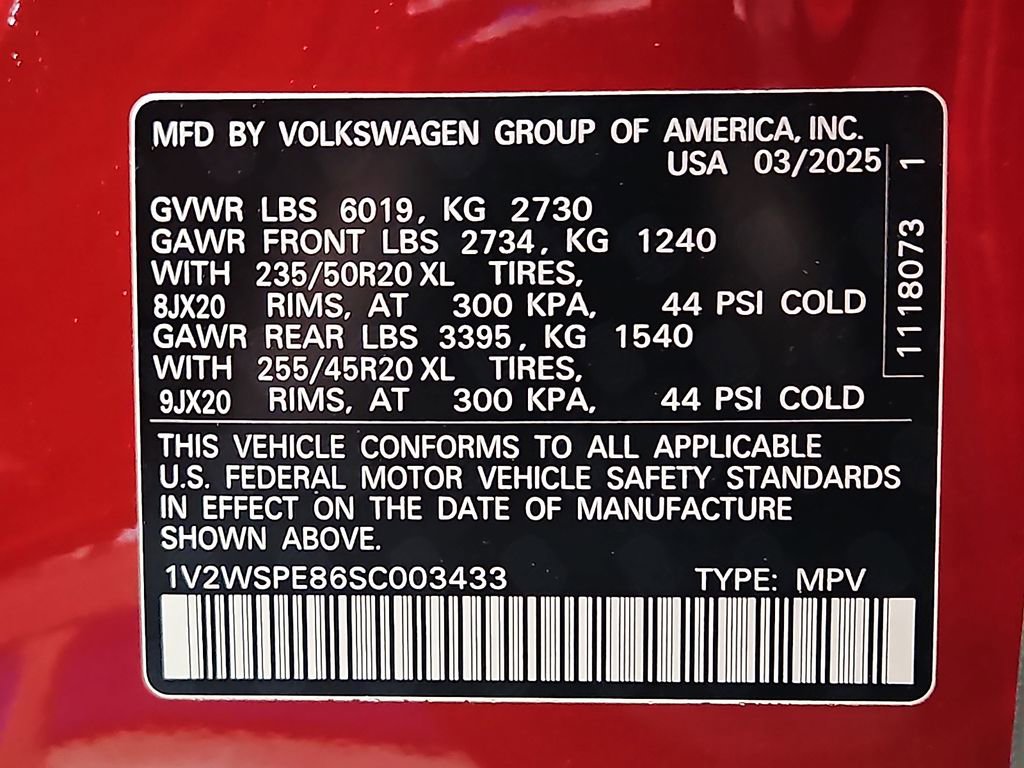 MFD BY VOLKSWAGEN GROUP OF AMERICA, INC.
USA 03/2025
GVWR LBS 6019, KG 2730
GAWR FRONT LBS 2734, KG 1240
WITH 235/50R20 XL TIRES,
8JX20 RIMS, AT 300 KPA, 44 PSI COLD
GAWR REAR LBS 3395, KG 1540
WITH 255/45R20 XL TIRES,
9JX20 RIMS, AT 300 KPA, 44 PSI COLD
1118073 1
THIS VEHICLE CONFORMS TO ALL APPLICABLE
U.S. FEDERAL MOTOR VEHICLE SAFETY STANDARDS
IN EFFECT ON THE DATE OF MANUFACTURE
SHOWN ABOVE.
1V2WSPE86SC003433 TYPE: MPV